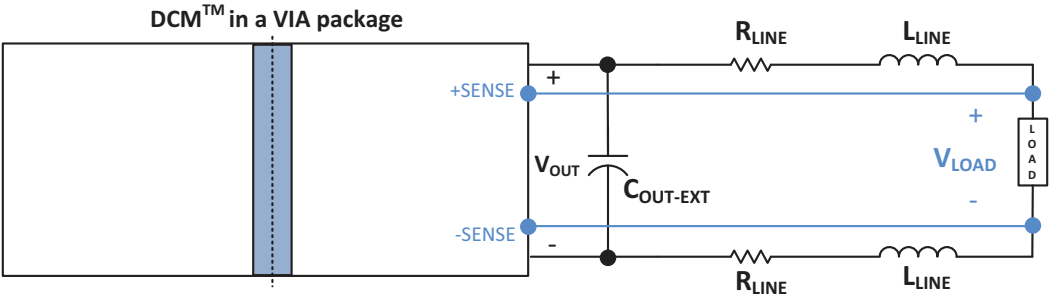 DCM™ in a VIA package
R_LINE
L_LINE
+
+SENSE
+
V_OUT
C_OUT-EXT
V_LOAD
LOAD
-
-SENSE
-
R_LINE
L_LINE